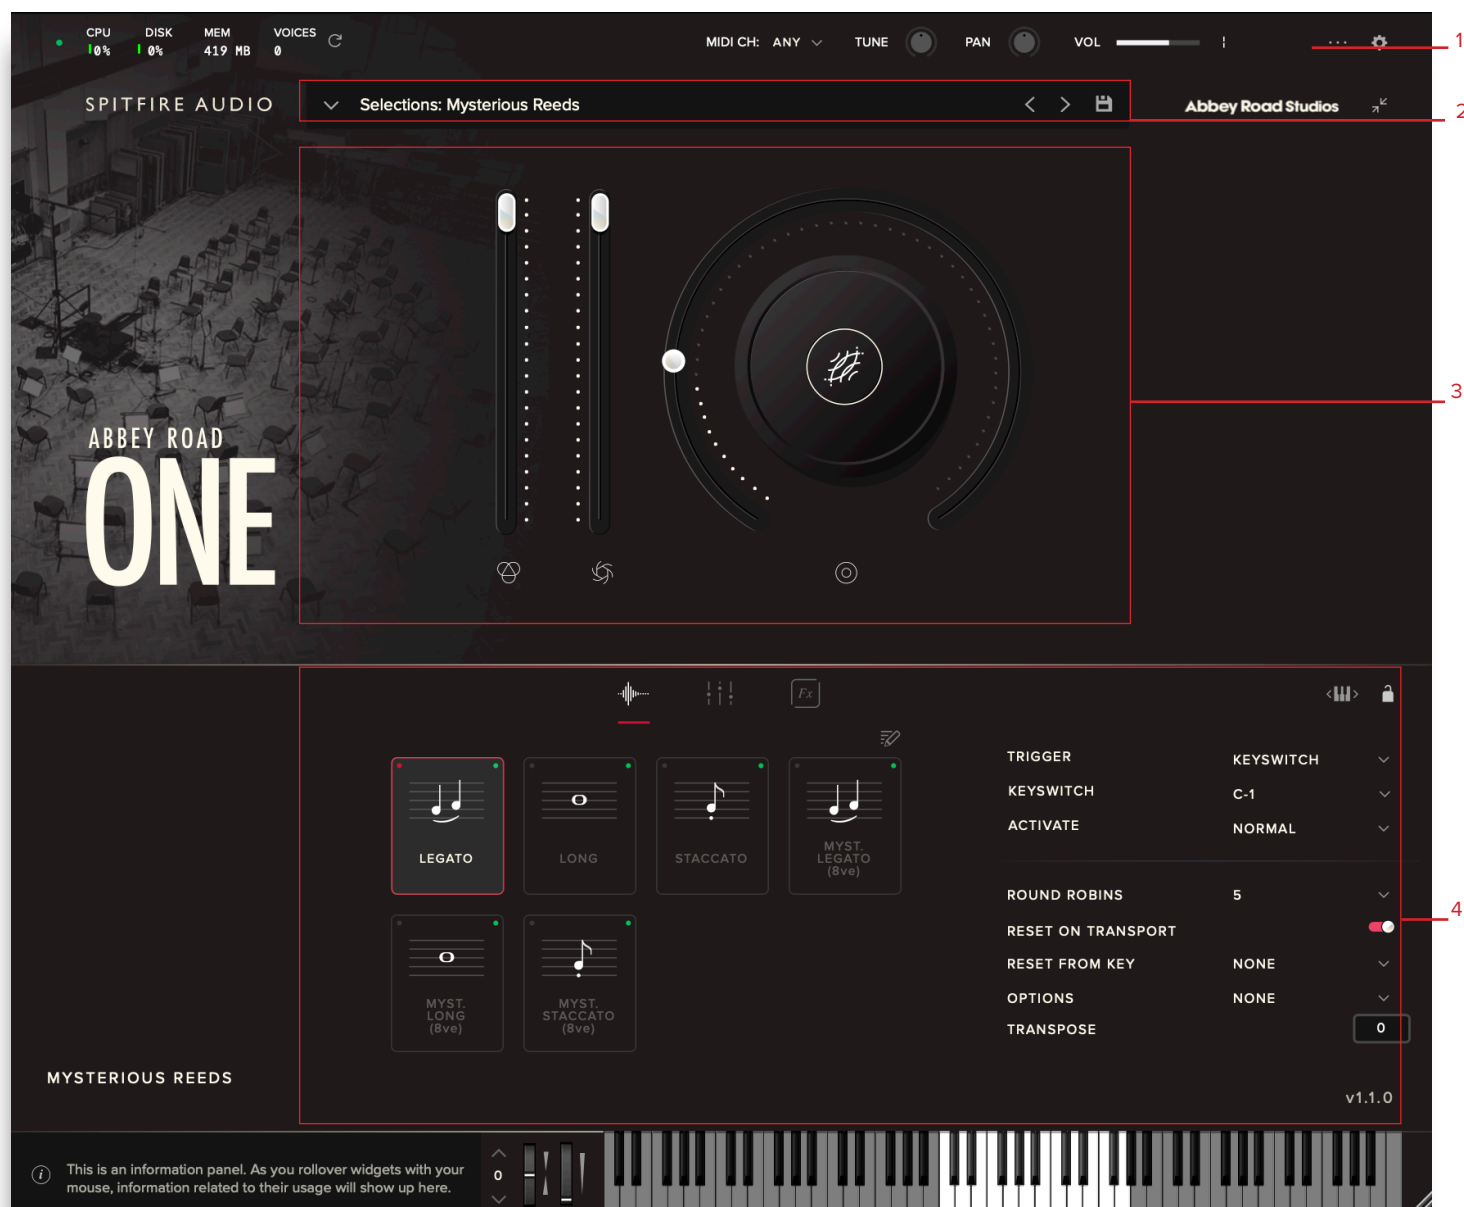 CPU DISK MEM VOICES
0% 0% 419 MB 0
MIDI CH: ANY TUNE PAN VOL
...
1
SPITFIRE AUDIO
Selections: Mysterious Reeds
Abbey Road Studios
2
3
ABBEY ROAD
ONE
Fx
TRIGGER KEYSWITCH
KEYSWITCH C-1
ACTIVATE NORMAL
LEGATO
LONG
STACCATO
MYST.
LEGATO
(8ve)
ROUND ROBINS 5
4
RESET ON TRANSPORT
RESET FROM KEY NONE
OPTIONS NONE
TRANSPOSE 0
MYST.
LONG
(8ve)
MYST.
STACCATO
(8ve)
MYSTERIOUS REEDS
v1.1.0
i
This is an information panel. As you rollover widgets with your
mouse, information related to their usage will show up here.
0